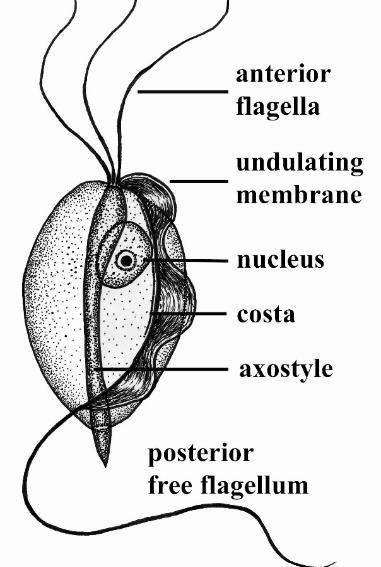 anterior
flagella
undulating
membrane
nucleus
costa
axostyle
posterior
free flagellum